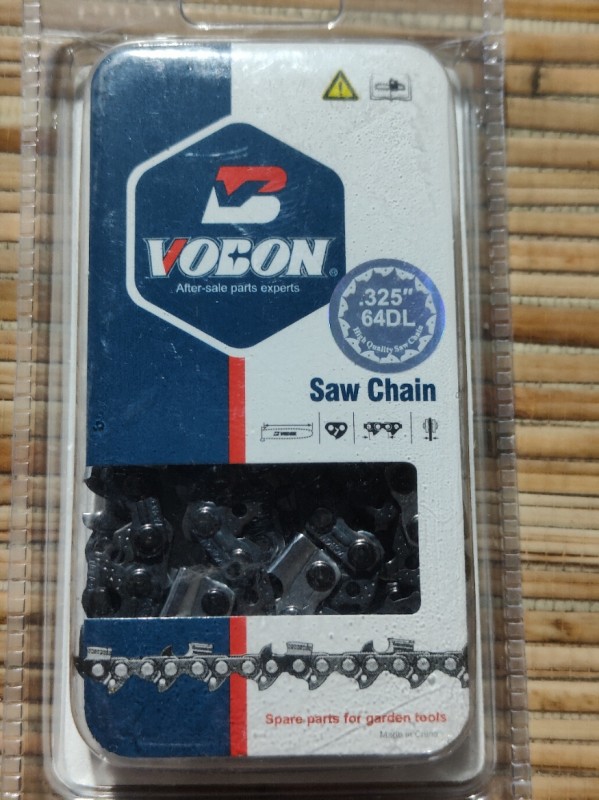 VOBON®
After-sale parts experts
.325"
64DL
High Quality Saw Chain
Saw Chain
Spare parts for garden tools
Made in China